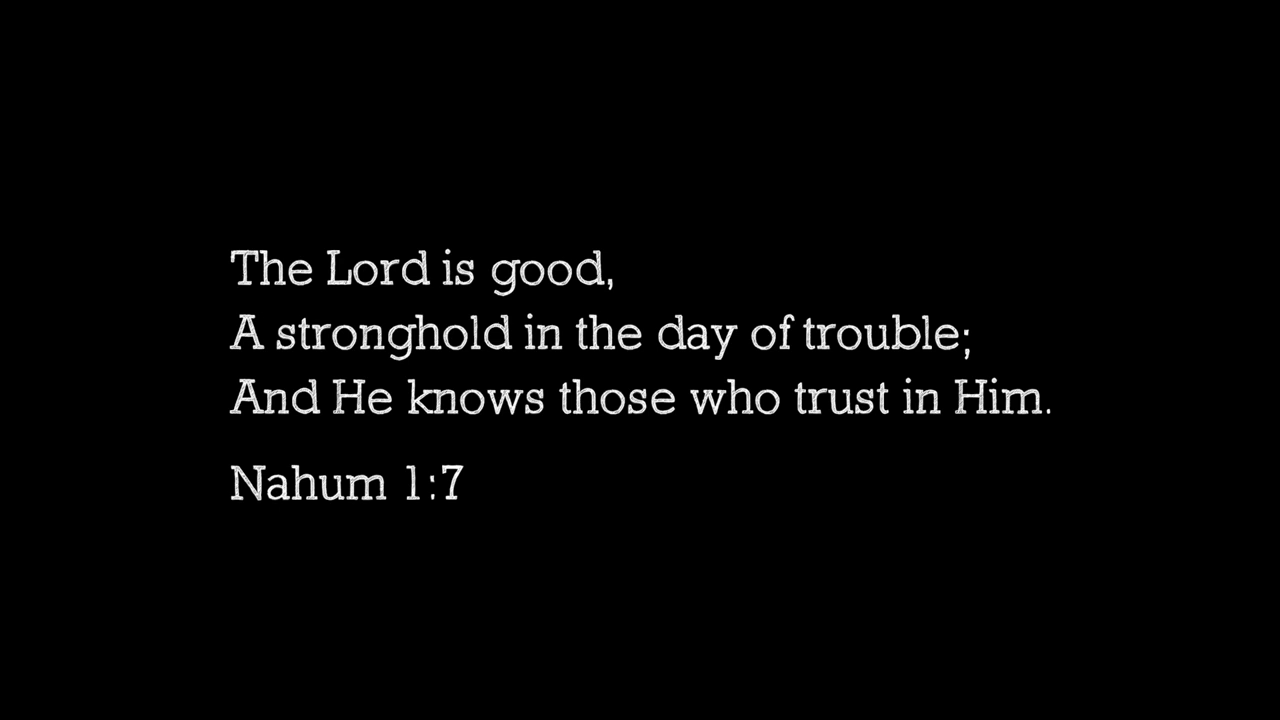 The Lord is good,
A stronghold in the day of trouble;
And He knows those who trust in Him.
Nahum 1:7